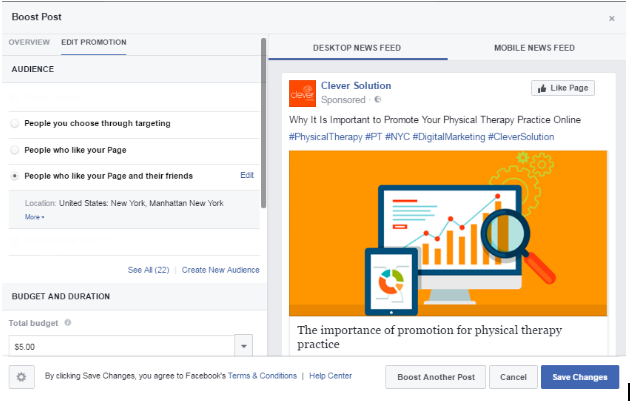 Boost Post
×
OVERVIEW EDIT PROMOTION
AUDIENCE
People you choose through targeting
People who like your Page
People who like your Page and their friends Edit
Location: United States: New York, Manhattan New York
More
See All (22) | Create New Audience
BUDGET AND DURATION
Total budget
$5.00
DESKTOP NEWS FEED MOBILE NEWS FEED
clever
Clever Solution
Sponsored ·
Like Page
Why It Is Important to Promote Your Physical Therapy Practice Online
#PhysicalTherapy #PT #NYC #DigitalMarketing #CleverSolution
The importance of promotion for physical therapy
practice
By clicking Save Changes, you agree to Facebook's Terms & Conditions | Help Center
Boost Another Post Cancel Save Changes